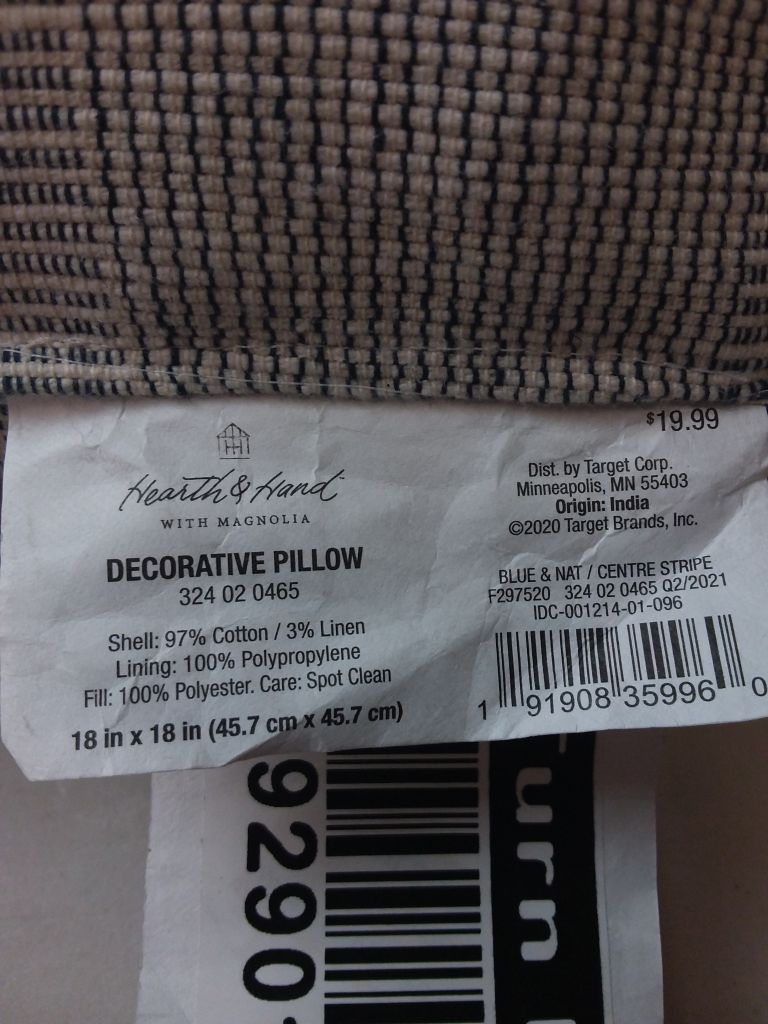 $19.99
Hearth & Hand™
WITH MAGNOLIA
DECORATIVE PILLOW
324 02 0465
Shell: 97% Cotton / 3% Linen
Lining: 100% Polypropylene
Fill: 100% Polyester. Care: Spot Clean
18 in x 18 in (45.7 cm x 45.7 cm)
Dist. by Target Corp.
Minneapolis, MN 55403
Origin: India
©2020 Target Brands, Inc.
BLUE & NAT / CENTRE STRIPE
F297520 324 02 0465 Q2/2021
IDC-001214-01-096
1 91908 35996 0
9290
urn